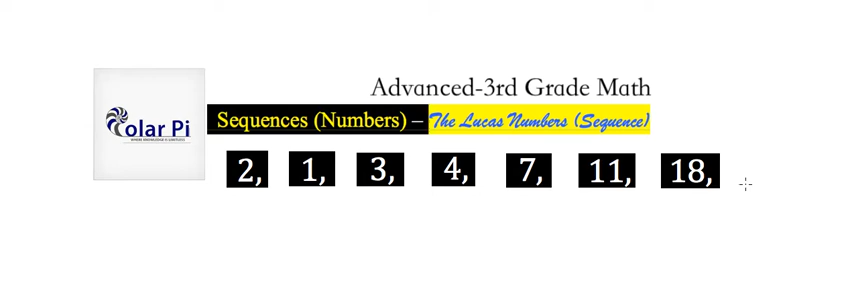 Advanced-3rd Grade Math
Sequences (Numbers) – The Lucas Numbers (Sequence)
olar Pi
2, 1, 3, 4, 7, 11, 18,